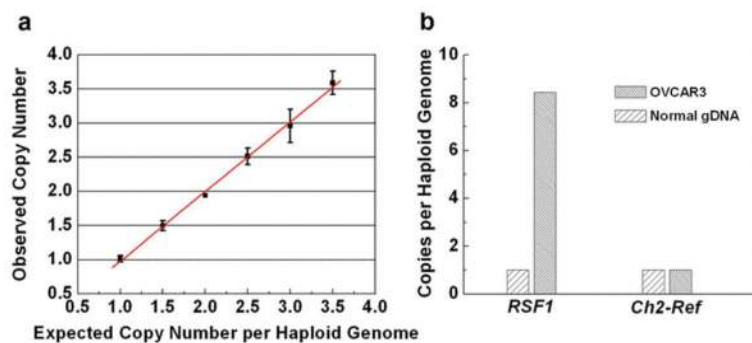 a
Observed Copy Number
4.0
3.5
3.0
2.5
2.0
1.5
1.0
0.5
0.5 1.0 1.5 2.0 2.5 3.0 3.5 4.0
Expected Copy Number per Haploid Genome
b
Copies per Haploid Genome
10
8
6
4
2
0
OVCAR3
Normal gDNA
RSF1 Ch2-Ref